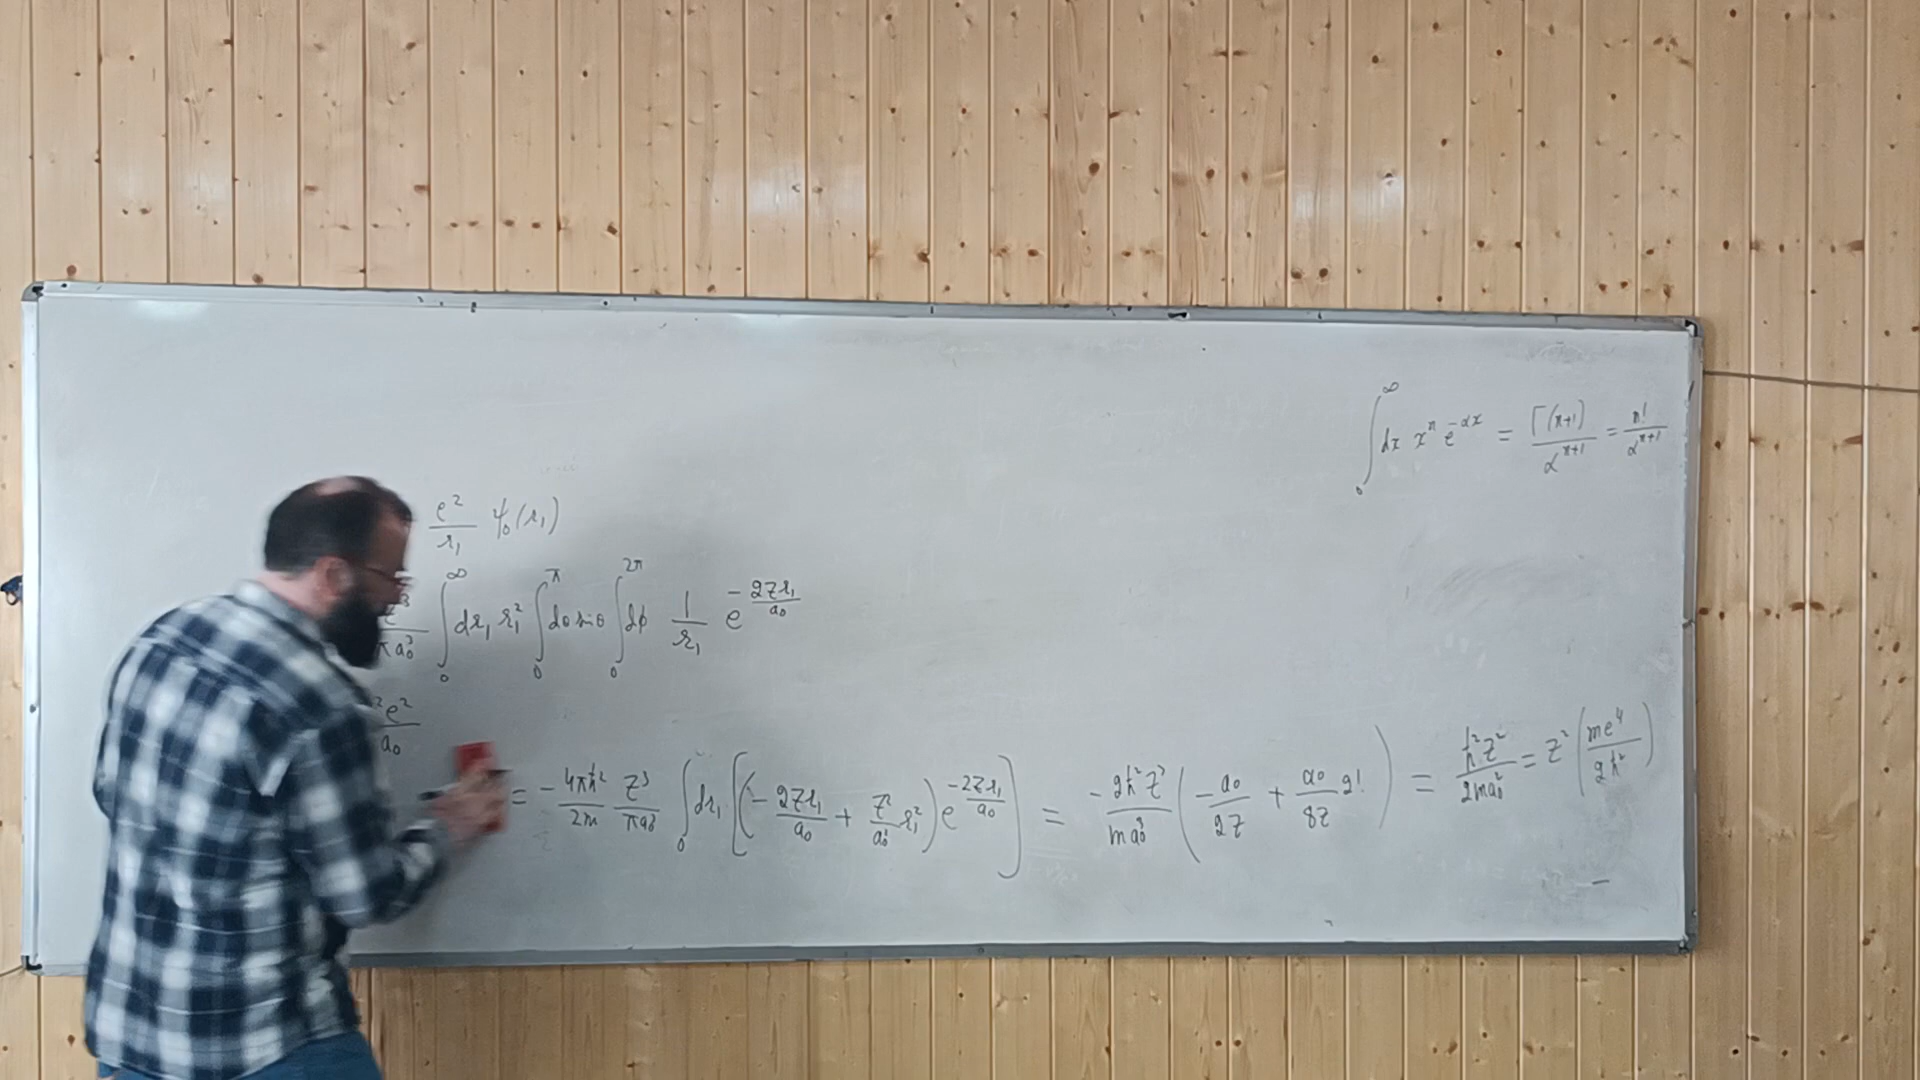 ∫₀^∞ dx xⁿ e^{-αx} = Γ(n+1)/α^{n+1} = n!/α^{n+1}
e²/r₁ ψ₀(r₁)
πa₀³ ∫₀^∞ dr₁ r₁² ∫₀^π dθ sinθ ∫₀^{2π} dϕ 1/r₁ e^{-2Zr₁/a₀}
²e²/a₀
= - 4πħ²/2m Z³/πa₀³ ∫₀ dr₁ [(- 2Zr₁/a₀ + Z²/a₀² r₁²) e^{-2Zr₁/a₀}] = - 2ħ²Z³/ma₀³ (- a₀/2Z + a₀/8Z 2!) = ħ²Z²/2ma₀² = Z² (me⁴/2ħ²)